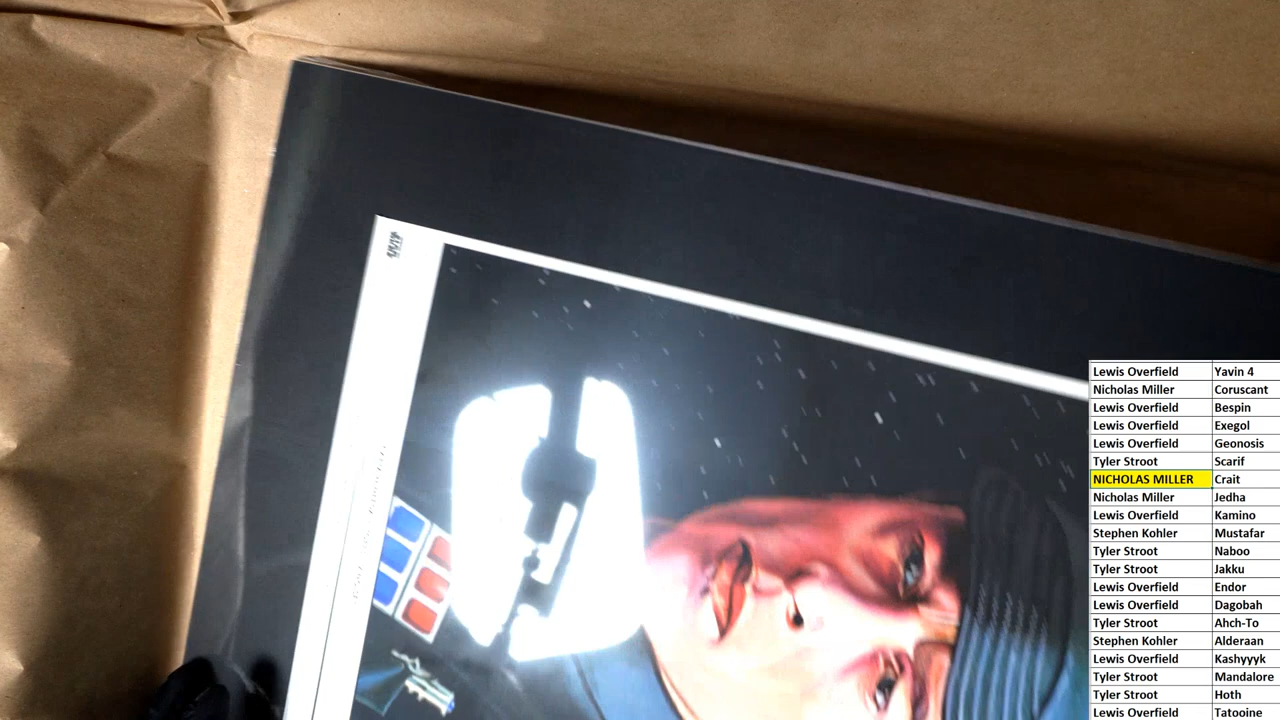 Lewis Overfield Yavin 4
Nicholas Miller Coruscant
Lewis Overfield Bespin
Lewis Overfield Exegol
Lewis Overfield Geonosis
Tyler Stroot Scarif
NICHOLAS MILLER Crait
Nicholas Miller Jedha
Lewis Overfield Kamino
Stephen Kohler Mustafar
Tyler Stroot Naboo
Tyler Stroot Jakku
Lewis Overfield Endor
Lewis Overfield Dagobah
Tyler Stroot Ahch-To
Stephen Kohler Alderaan
Lewis Overfield Kashyyyk
Tyler Stroot Mandalore
Tyler Stroot Hoth
Lewis Overfield Tatooine